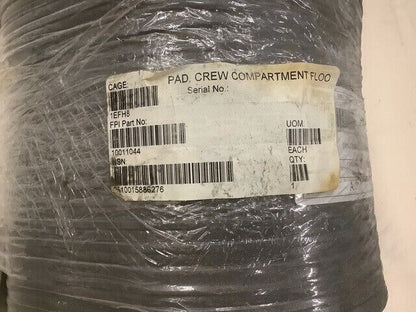 PAD, CREW COMPARTMENT FLOO
CAGE:
Serial No.:
1EFH8
FPI Part No:
UOM:
10011044
EACH
NSN
QTY:
1